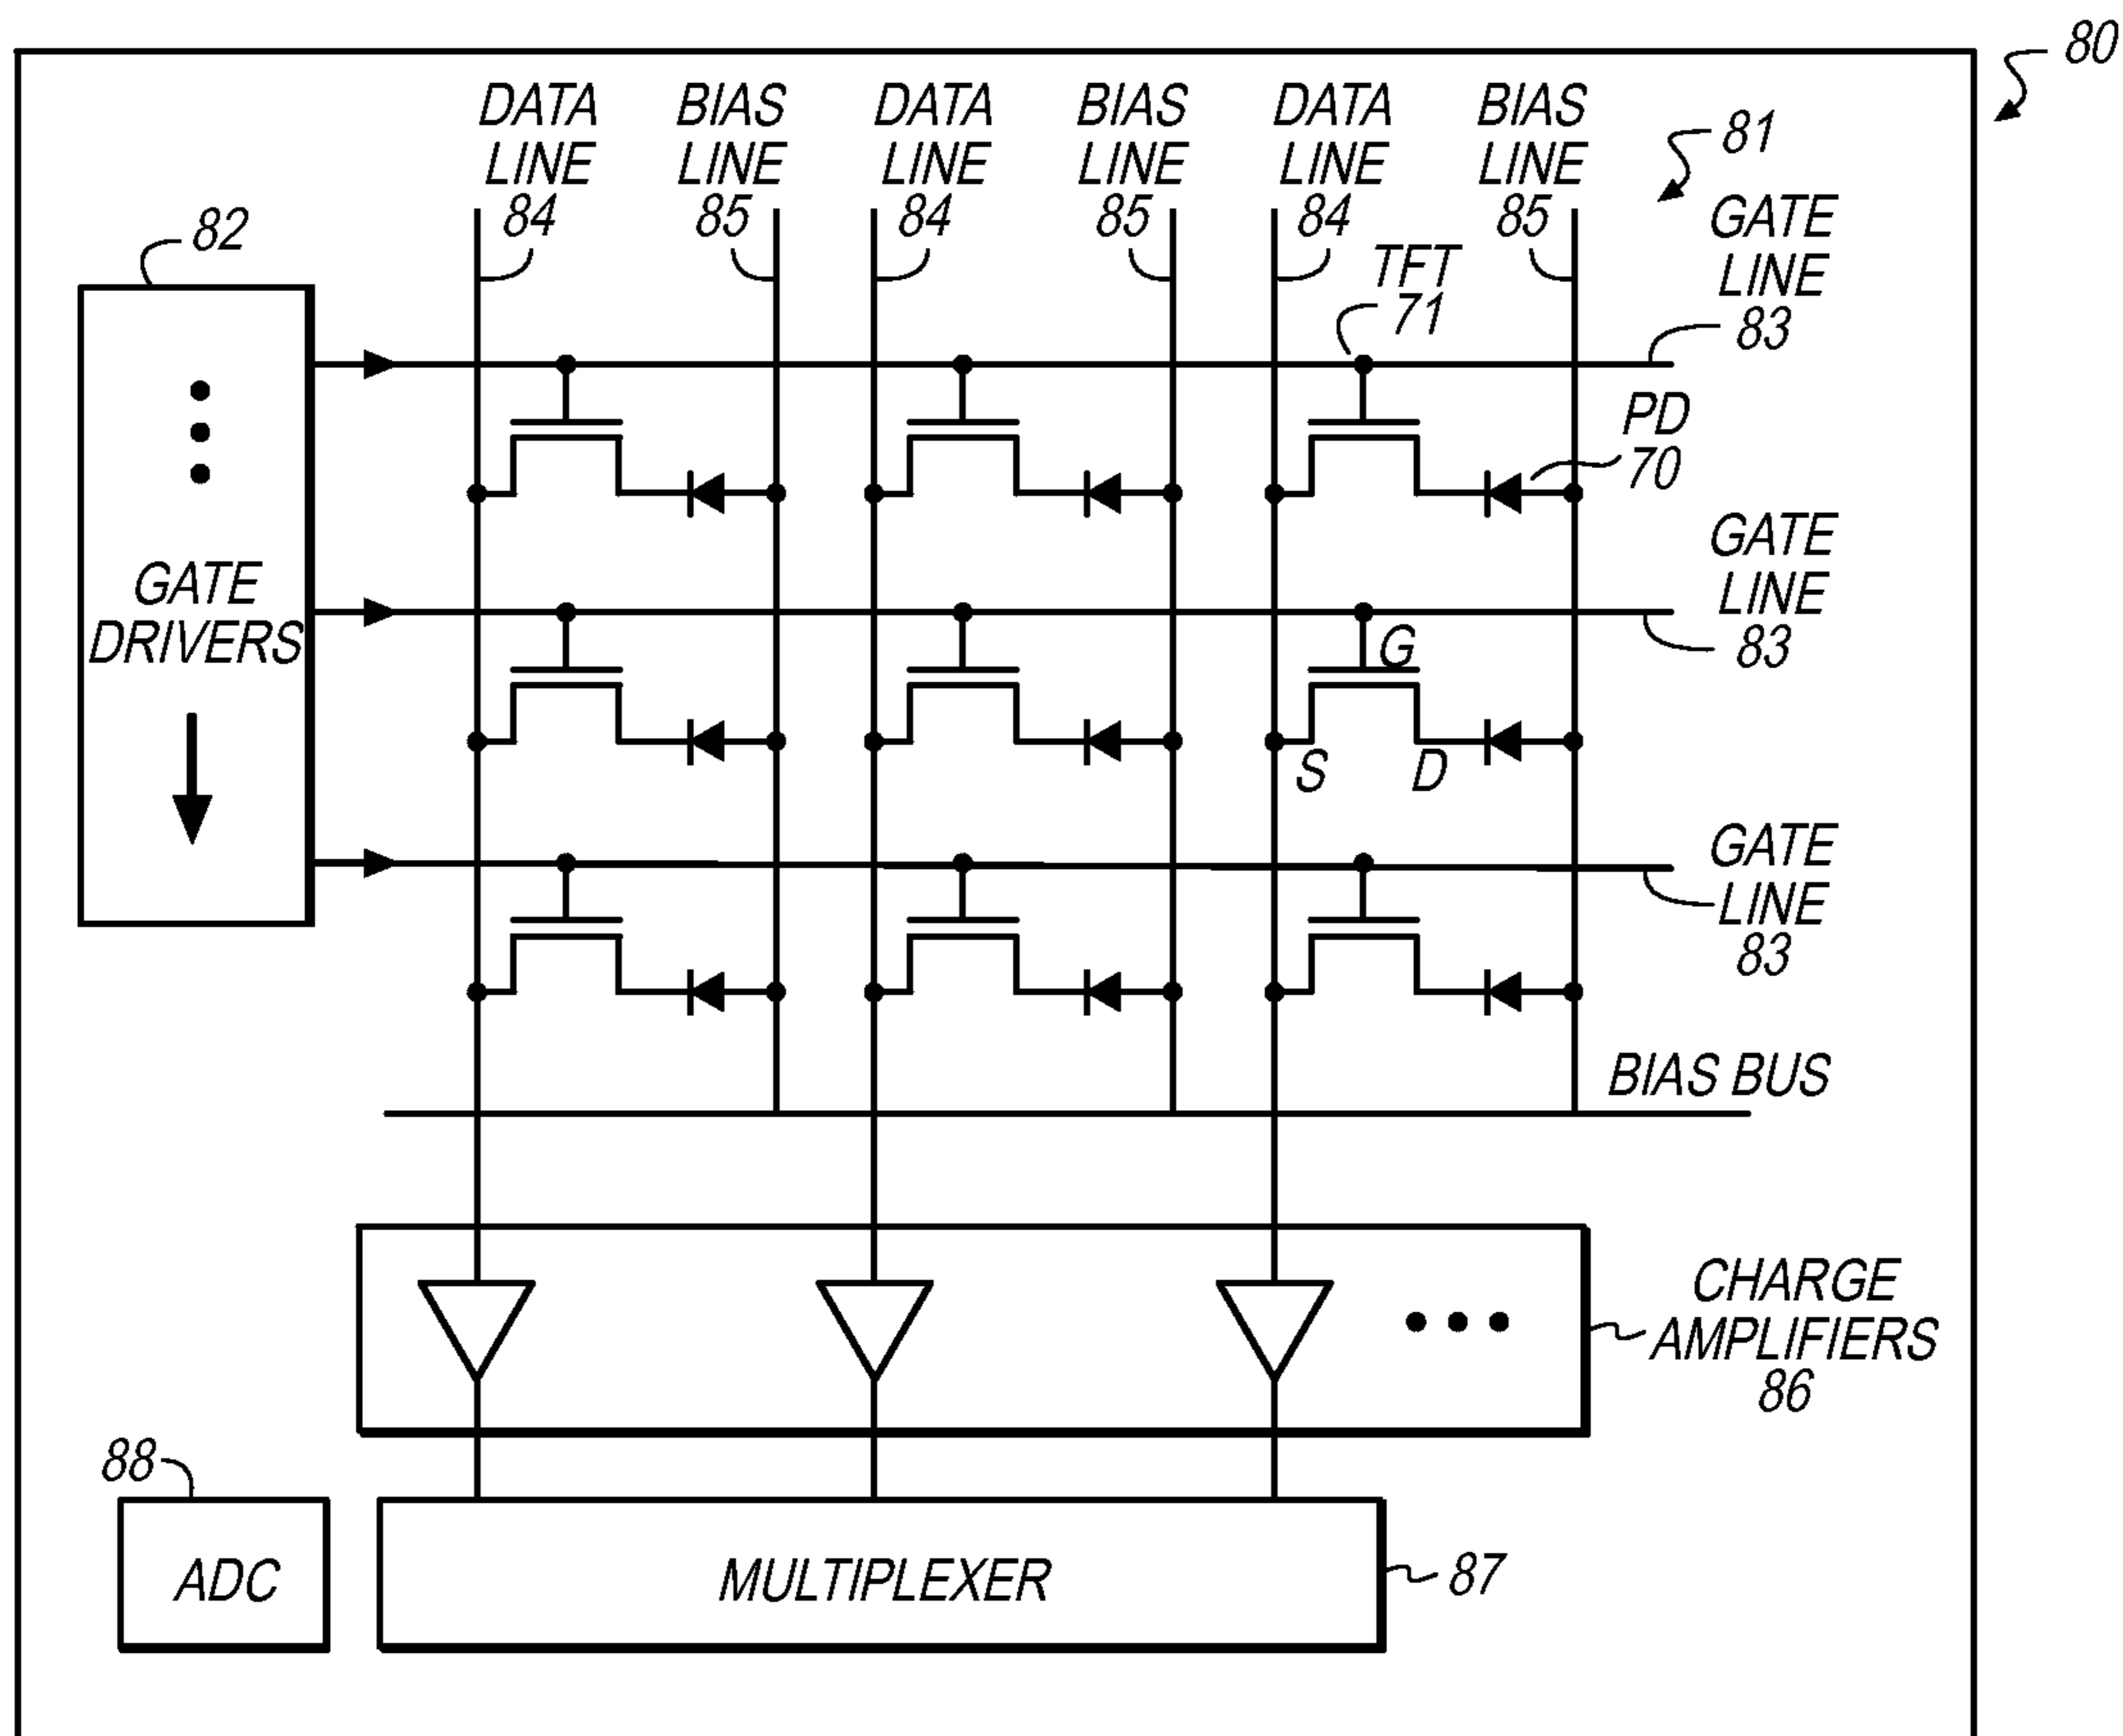 80
DATA
LINE
84
BIAS
LINE
85
DATA
LINE
84
BIAS
LINE
85
DATA
LINE
84
BIAS
LINE
85
81
GATE
LINE
83
82
TFT
71
PD
70
GATE
DRIVERS
GATE
LINE
83
G
S
D
GATE
LINE
83
BIAS BUS
CHARGE
AMPLIFIERS
86
88
ADC
MULTIPLEXER
87